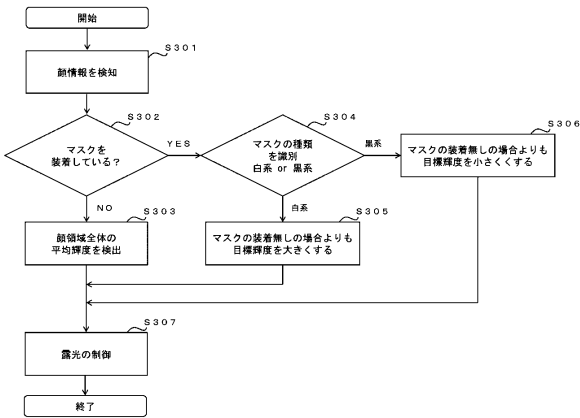 開始
S301
顔情報を検知
S302
マスクを
装着している？
YES
S304
マスクの種類
を識別
白系 or 黒系
黒系
S306
マスクの装着無しの場合よりも
目標輝度を小さくくする
NO
S303
顔領域全体の
平均輝度を検出
白系
S305
マスクの装着無しの場合よりも
目標輝度を大きくする
S307
露光の制御
終了